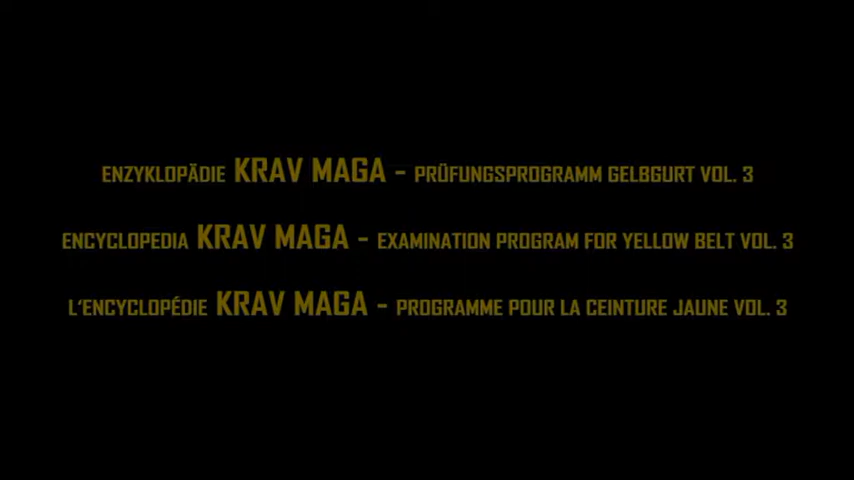 ENZYKLOPÄDIE KRAV MAGA - PRÜFUNGSPROGRAMM GELBGURT VOL. 3
ENCYCLOPEDIA KRAV MAGA - EXAMINATION PROGRAM FOR YELLOW BELT VOL. 3
L'ENCYCLOPÉDIE KRAV MAGA - PROGRAMME POUR LA CEINTURE JAUNE VOL. 3